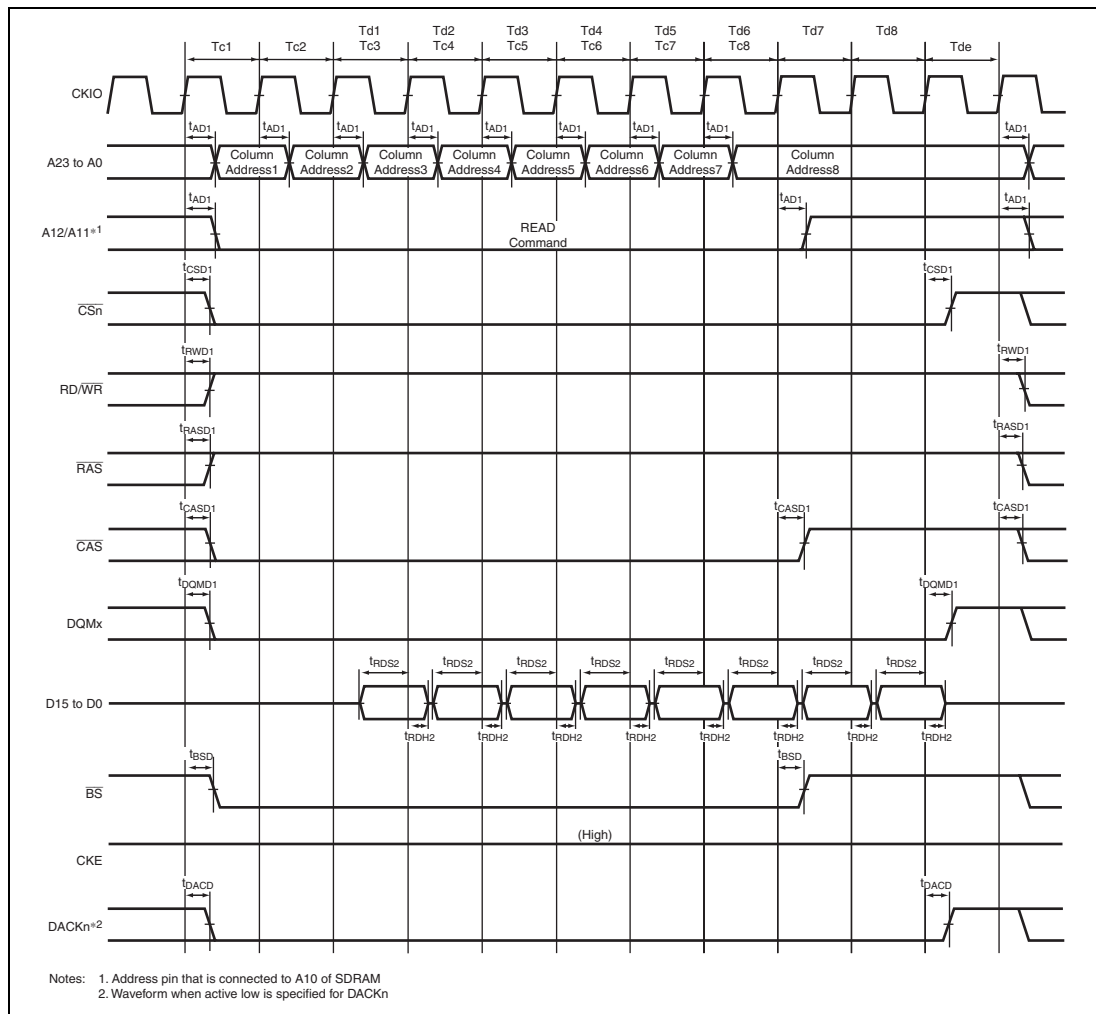 Td1 Td2 Td3 Td4 Td5 Td6
Tc1 Tc2 Tc3 Tc4 Tc5 Tc6 Tc7 Tc8 Td7 Td8 Tde
CKIO
tAD1 tAD1 tAD1 tAD1 tAD1 tAD1 tAD1 tAD1 tAD1
A23 to A0
Column Address1
Column Address2
Column Address3
Column Address4
Column Address5
Column Address6
Column Address7
Column Address8
tAD1 tAD1 tAD1
A12/A11*1
READ
Command
tCSD1 tCSD1
CSn
tRWD1 tRWD1
RD/WR
tRASD1 tRASD1
RAS
tCASD1 tCASD1 tCASD1
CAS
tDQMD1 tDQMD1
DQMx
tRDS2 tRDS2 tRDS2 tRDS2 tRDS2 tRDS2 tRDS2 tRDS2
D15 to D0
tRDH2 tRDH2 tRDH2 tRDH2 tRDH2 tRDH2 tRDH2 tRDH2
tBSD tBSD
BS
(High)
CKE
tDACD tDACD
DACKn*2
Notes: 1. Address pin that is connected to A10 of SDRAM
2. Waveform when active low is specified for DACKn